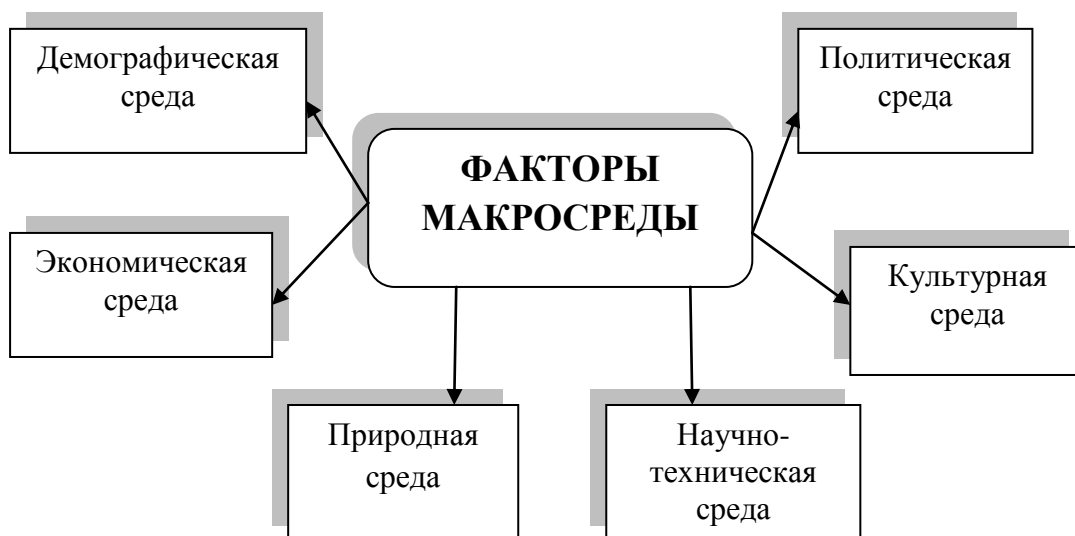 Демографическая
среда
Политическая
среда
ФАКТОРЫ
МАКРОСРЕДЫ
Экономическая
среда
Культурная
среда
Природная
среда
Научно-
техническая
среда